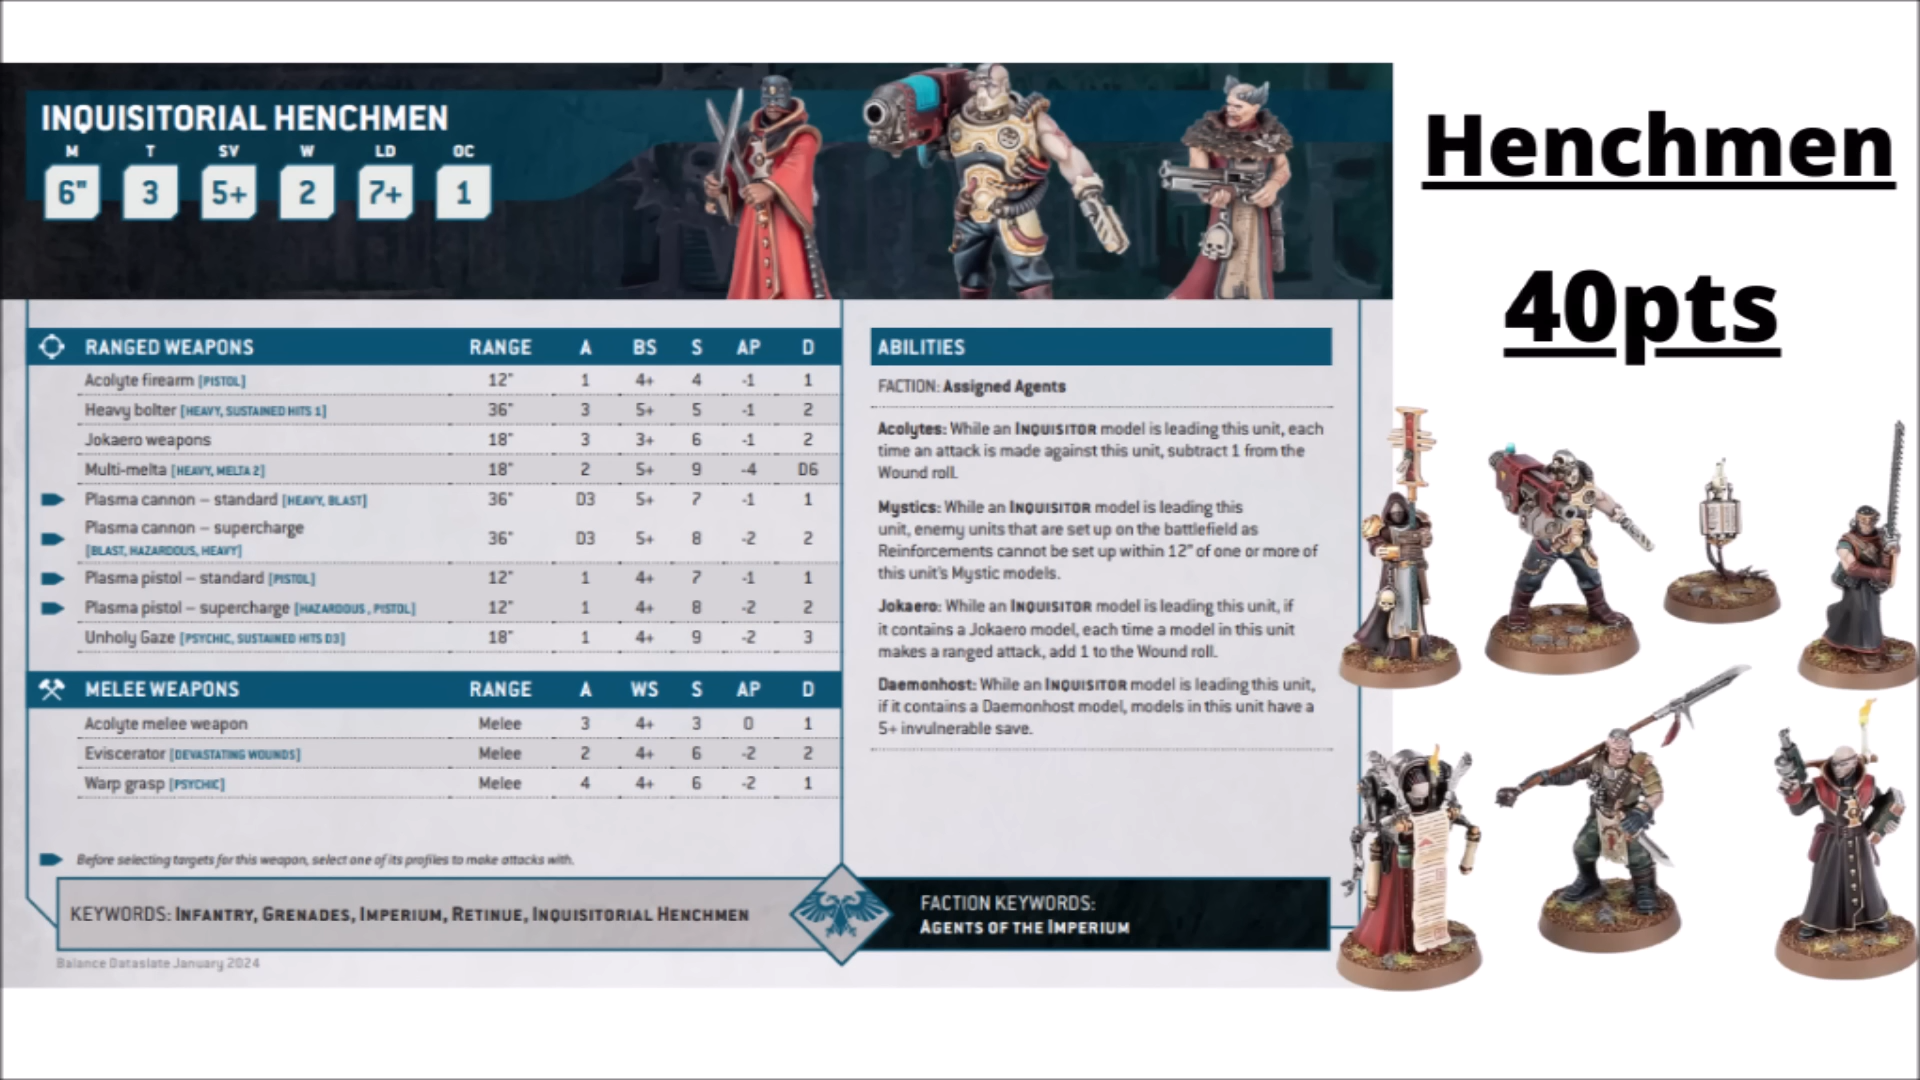 INQUISITORIAL HENCHMEN
M T SV W LD OC
6" 3 5+ 2 7+ 1
RANGED WEAPONS RANGE A BS S AP D
Acolyte firearm [PISTOL] 12" 1 4+ 4 -1 1
Heavy bolter [HEAVY, SUSTAINED HITS 1] 36" 3 5+ 5 -1 2
Jokaero weapons 18" 3 3+ 6 -1 2
Multi-melta [HEAVY, MELTA 2] 18" 2 5+ 9 -4 D6
Plasma cannon – standard [HEAVY, BLAST] 36" D3 5+ 7 -1 1
Plasma cannon – supercharge
[BLAST, HAZARDOUS, HEAVY] 36" D3 5+ 8 -2 2
Plasma pistol – standard [PISTOL] 12" 1 4+ 7 -1 1
Plasma pistol – supercharge [HAZARDOUS , PISTOL] 12" 1 4+ 8 -2 2
Unholy Gaze [PSYCHIC, SUSTAINED HITS D3] 18" 1 4+ 9 -2 3
MELEE WEAPONS RANGE A WS S AP D
Acolyte melee weapon Melee 3 4+ 3 0 1
Eviscerator [DEVASTATING WOUNDS] Melee 2 4+ 6 -2 2
Warp grasp [PSYCHIC] Melee 4 4+ 6 -2 1
Before selecting targets for this weapon, select one of its profiles to make attacks with.
ABILITIES
FACTION: Assigned Agents
Acolytes: While an INQUISITOR model is leading this unit, each
time an attack is made against this unit, subtract 1 from the
Wound roll.
Mystics: While an INQUISITOR model is leading this
unit, enemy units that are set up on the battlefield as
Reinforcements cannot be set up within 12" of one or more of
this unit's Mystic models.
Jokaero: While an INQUISITOR model is leading this unit, if
it contains a Jokaero model, each time a model in this unit
makes a ranged attack, add 1 to the Wound roll.
Daemonhost: While an INQUISITOR model is leading this unit,
if it contains a Daemonhost model, models in this unit have a
5+ invulnerable save.
KEYWORDS: INFANTRY, GRENADES, IMPERIUM, RETINUE, INQUISITORIAL HENCHMEN
FACTION KEYWORDS:
AGENTS OF THE IMPERIUM
Balance Dataslate January 2024
Henchmen
40pts